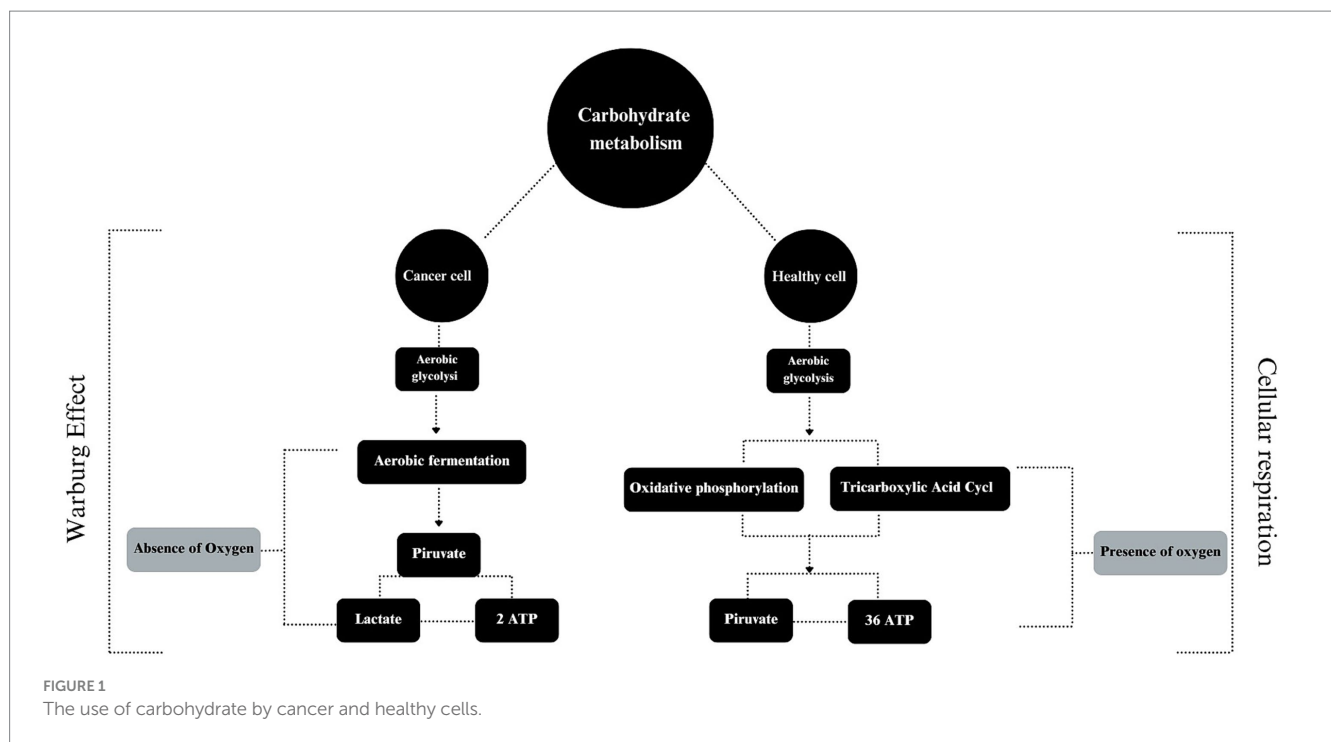 Carbohydrate
metabolism
Cancer cell
Healthy cell
Aerobic
glycolysi
Aerobic
glycolysis
Warburg Effect
Cellular respiration
Aerobic fermentation
Oxidative phosphorylation
Tricarboxylic Acid Cycl
Absence of Oxygen
Presence of oxygen
Piruvate
Lactate
2 ATP
Piruvate
36 ATP
FIGURE 1
The use of carbohydrate by cancer and healthy cells.